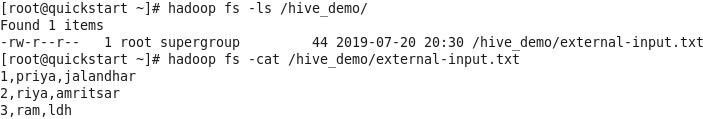 [root@quickstart ~]# hadoop fs -ls /hive_demo/
Found 1 items
-rw-r--r--   1 root supergroup         44 2019-07-20 20:30 /hive_demo/external-input.txt
[root@quickstart ~]# hadoop fs -cat /hive_demo/external-input.txt
1,priya,jalandhar
2,riya,amritsar
3,ram,ldh